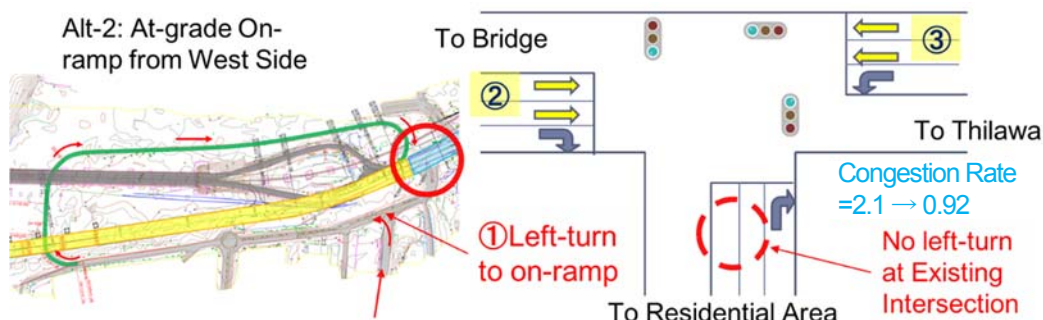 Alt-2: At-grade On-
ramp from West Side
To Bridge
③
②
To Thilawa
Congestion Rate
=2.1 → 0.92
①Left-turn
to on-ramp
No left-turn
at Existing
Intersection
To Residential Area